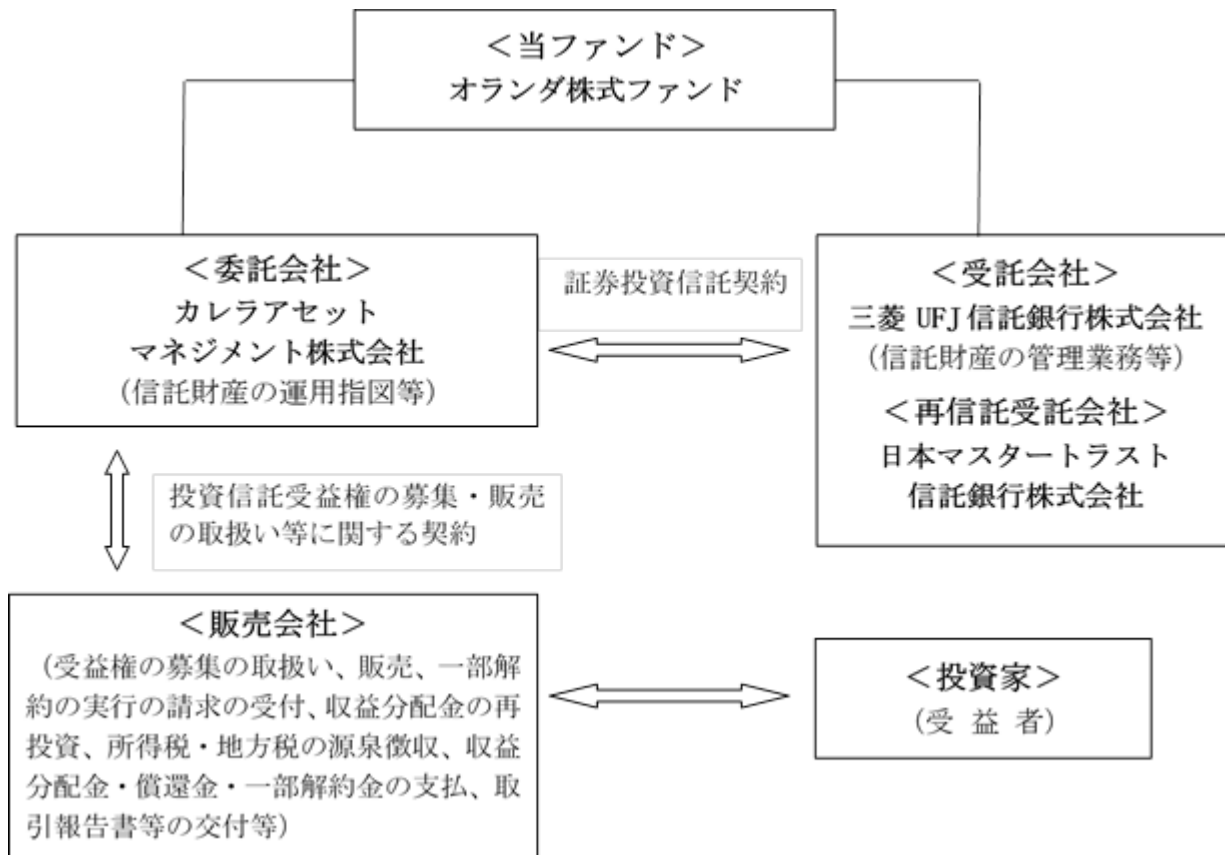 ＜当ファンド＞
オランダ株式ファンド
＜委託会社＞
カレラアセット
マネジメント株式会社
（信託財産の運用指図等）
証券投資信託契約
＜受託会社＞
三菱 UFJ 信託銀行株式会社
（信託財産の管理業務等）
＜再信託受託会社＞
日本マスタートラスト
信託銀行株式会社
投資信託受益権の募集・販売
の取扱い等に関する契約
＜販売会社＞
（受益権の募集の取扱い、販売、一部解
約の実行の請求の受付、収益分配金の再
投資、所得税・地方税の源泉徴収、収益
分配金・償還金・一部解約金の支払、取
引報告書等の交付等）
＜投資家＞
（受 益 者）